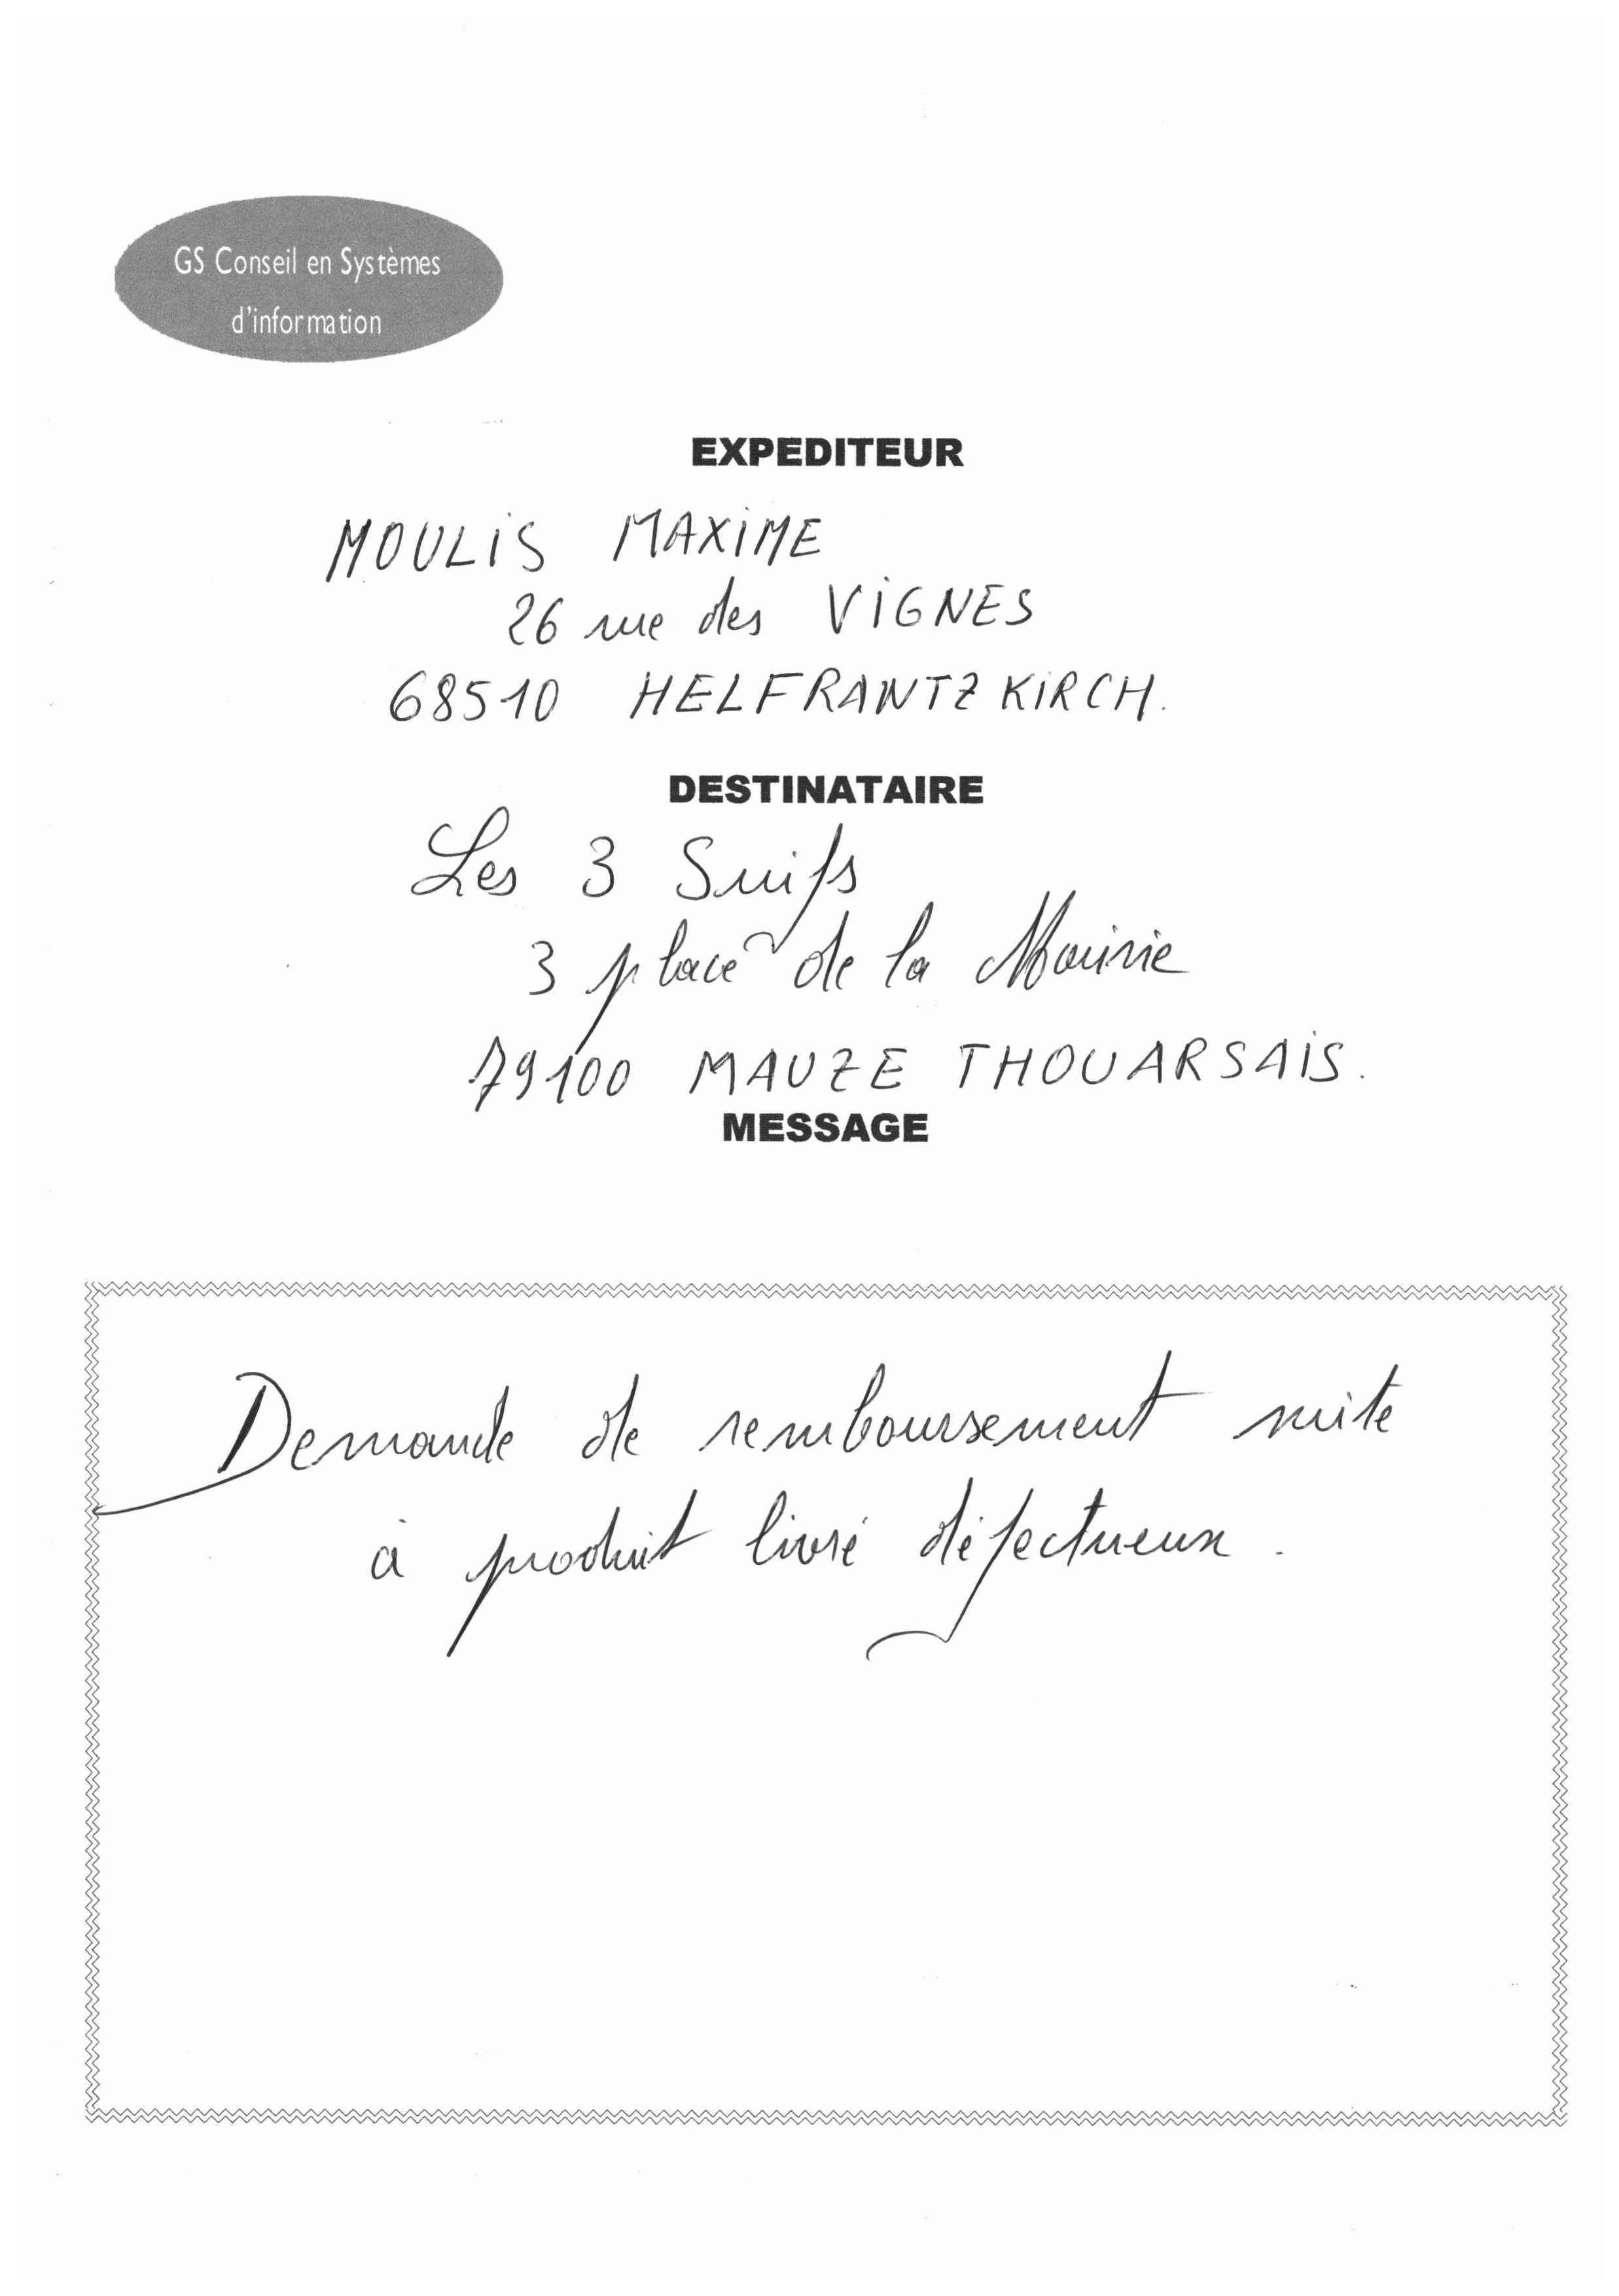 GS Conseil en Systèmes
d'information
EXPEDITEUR
MOULIS MAXIME
26 rue des VIGNES
68510 HELFRANTZKIRCH.
DESTINATAIRE
Les 3 Suifs
3 place de la Mairie
79100 MAUZE THOUARSAIS.
MESSAGE
Demande de remboursement suite
à produit livré défectueux.